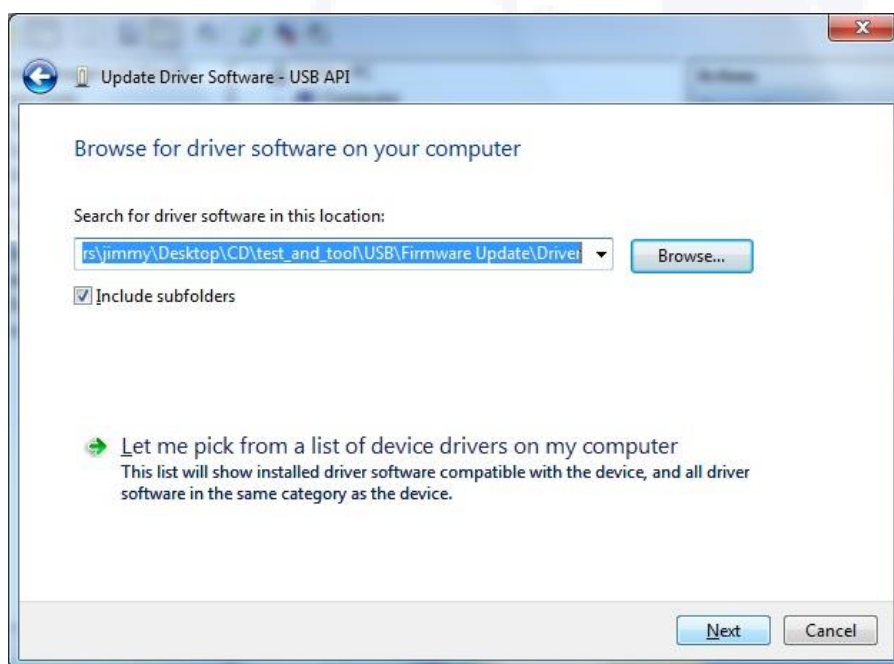 Update Driver Software - USB API
Browse for driver software on your computer
Search for driver software in this location:
rs\jimmy\Desktop\CD\test_and_tool\USB\Firmware Update\Driver
Browse...
Include subfolders
Let me pick from a list of device drivers on my computer
This list will show installed driver software compatible with the device, and all driver
software in the same category as the device.
Next
Cancel